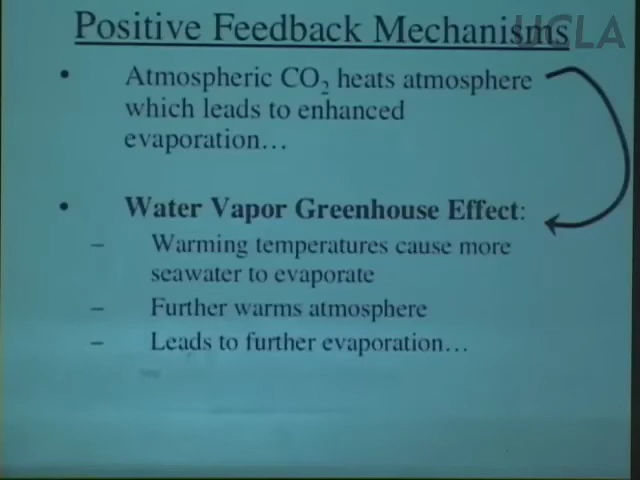 Positive Feedback Mechanisms
UCLA
• Atmospheric CO₂ heats atmosphere
which leads to enhanced
evaporation…
• Water Vapor Greenhouse Effect:
– Warming temperatures cause more
seawater to evaporate
– Further warms atmosphere
– Leads to further evaporation…